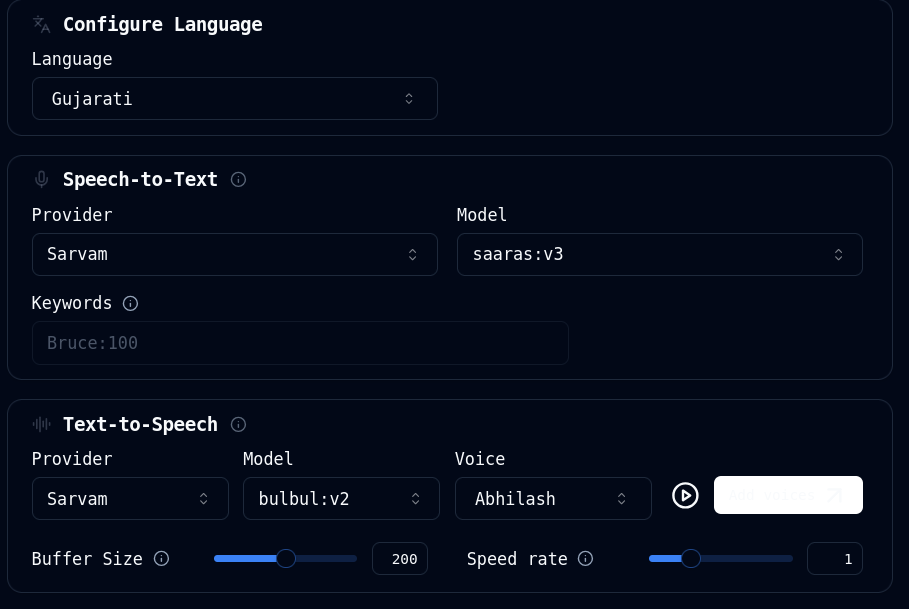 Configure Language
Language
Gujarati
Speech-to-Text
Provider
Model
Sarvam
saaras:v3
Keywords
Bruce:100
Text-to-Speech
Provider
Model
Voice
Sarvam
bulbul:v2
Abhilash
Add voices
Buffer Size
200
Speed rate
1